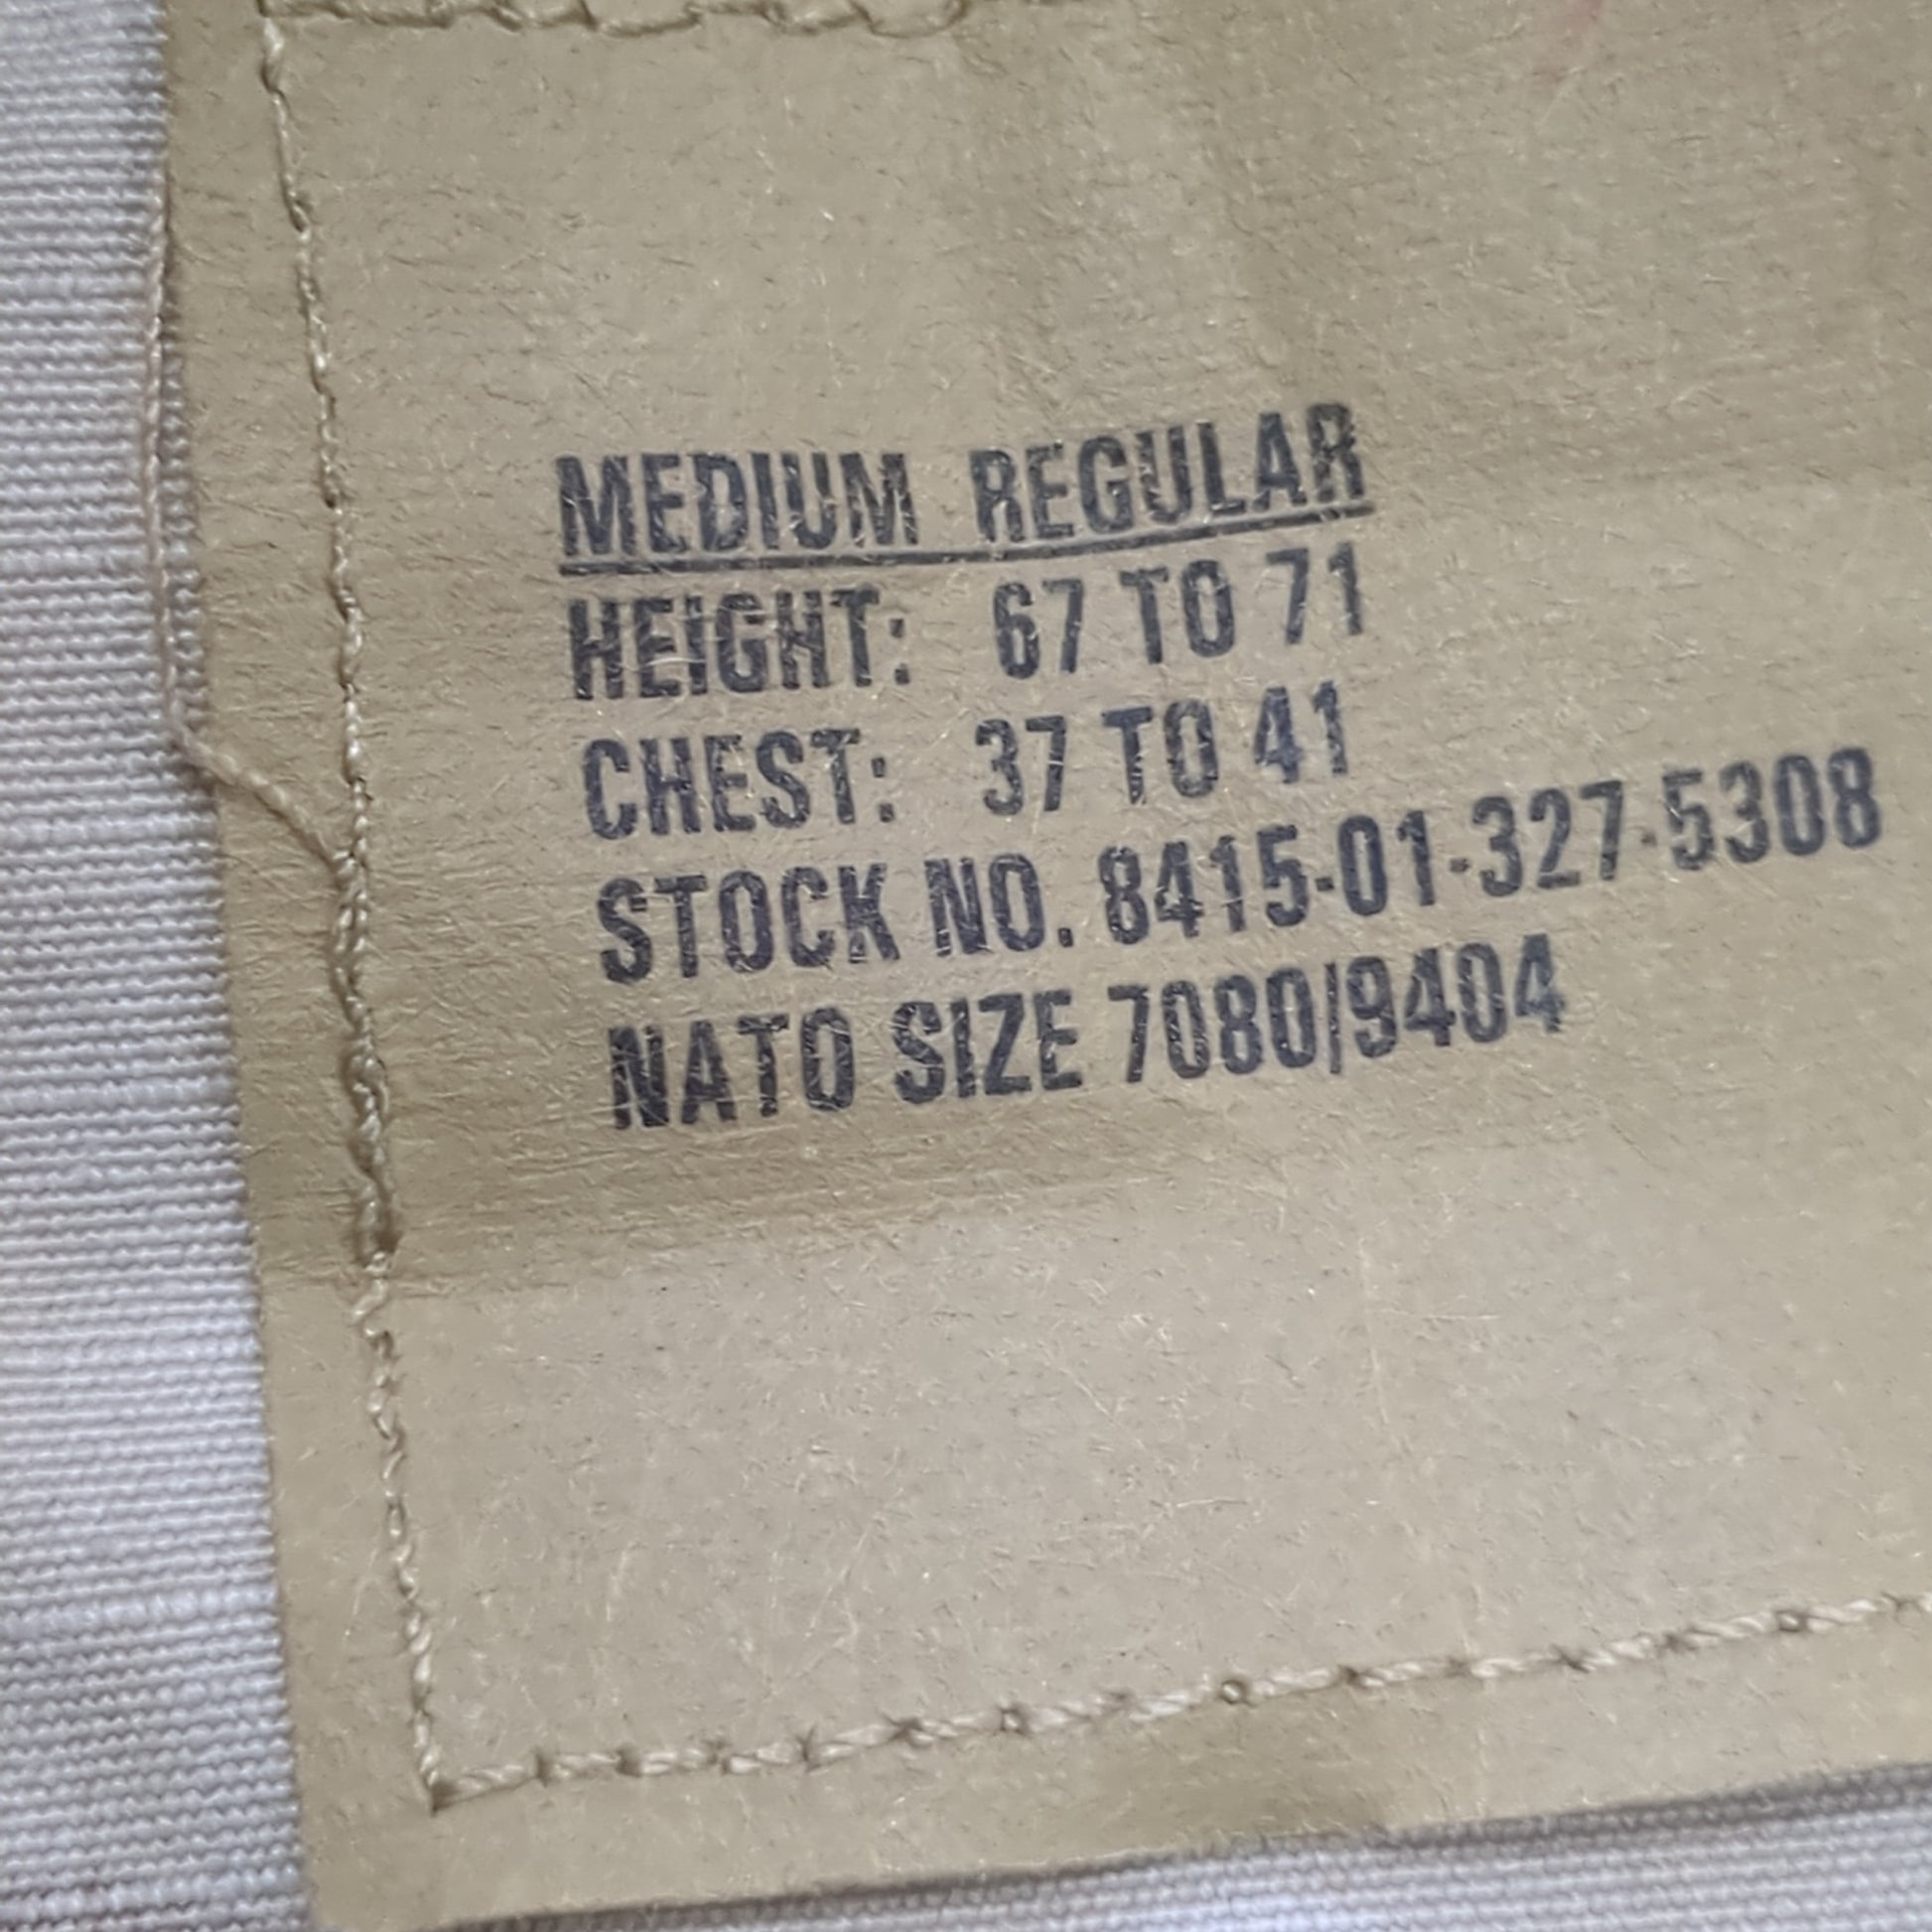 MEDIUM REGULAR
HEIGHT: 67 TO 71
CHEST: 37 TO 41
STOCK NO. 8415-01-327-5308
NATO SIZE 7080/9404